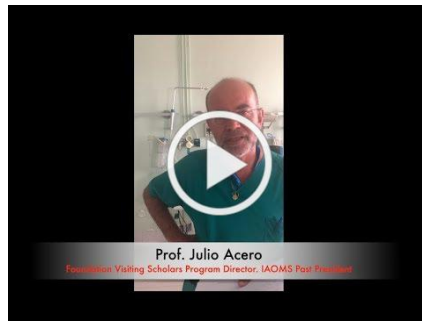 Prof. Julio Acero
Foundation Visiting Scholars Program Director. IAOMS Past President